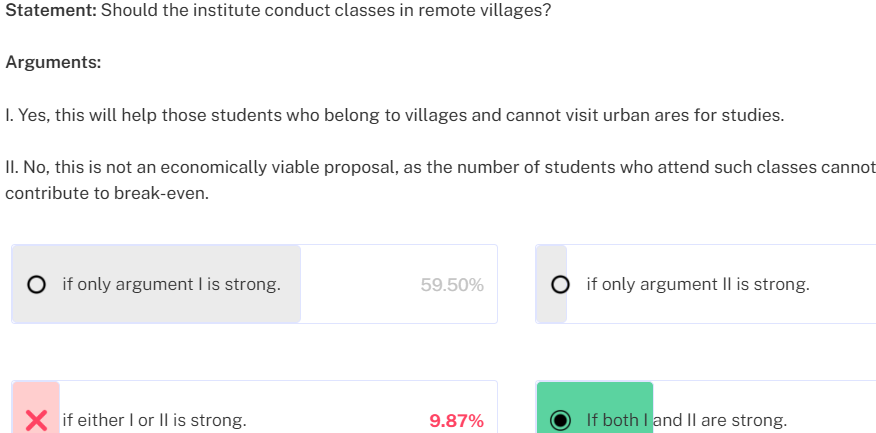 Statement: Should the institute conduct classes in remote villages?
Arguments:
I. Yes, this will help those students who belong to villages and cannot visit urban ares for studies.
II. No, this is not an economically viable proposal, as the number of students who attend such classes cannot
contribute to break-even.
if only argument I is strong. 59.50%
if only argument II is strong.
if either I or II is strong. 9.87%
If both I and II are strong.